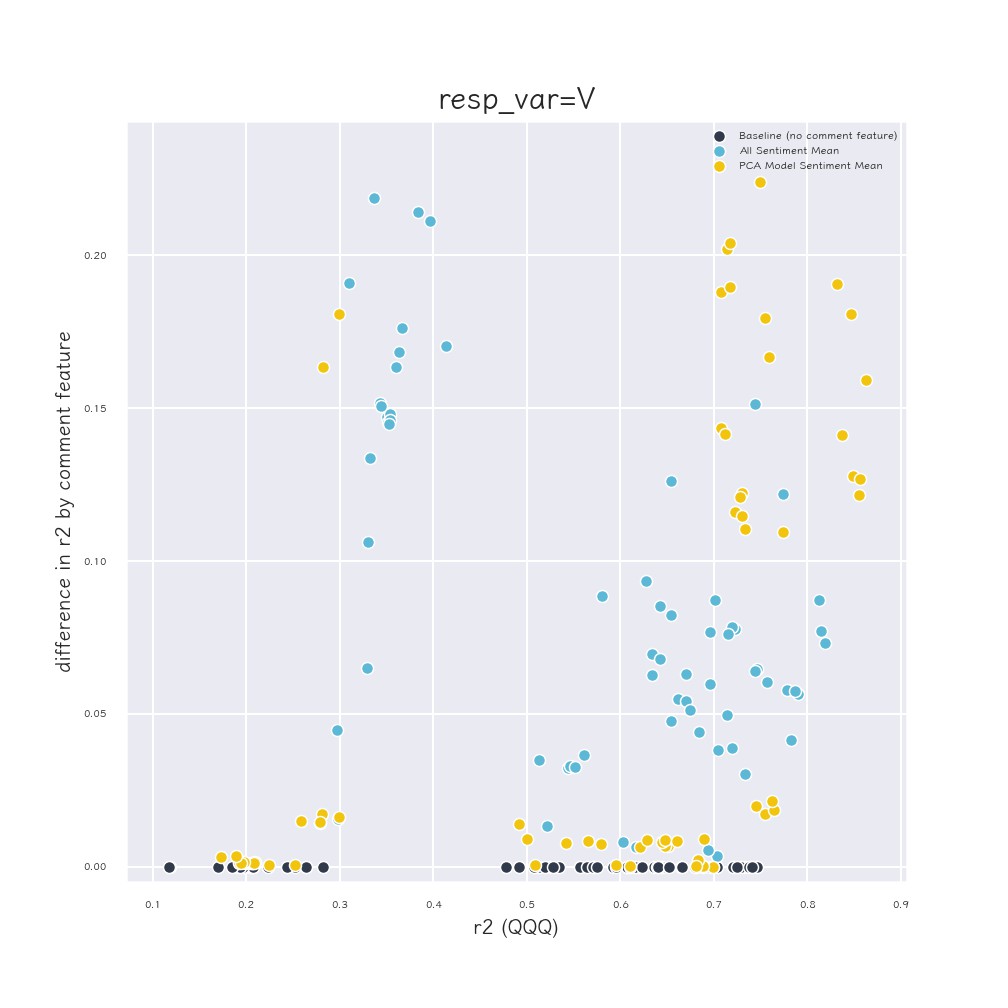 resp_var=V
Baseline (no comment feature)
All Sentiment Mean
PCA Model Sentiment Mean
difference in r2 by comment feature
0.20
0.15
0.10
0.05
0.00
0.1 0.2 0.3 0.4 0.5 0.6 0.7 0.8 0.9
r2 (QQQ)